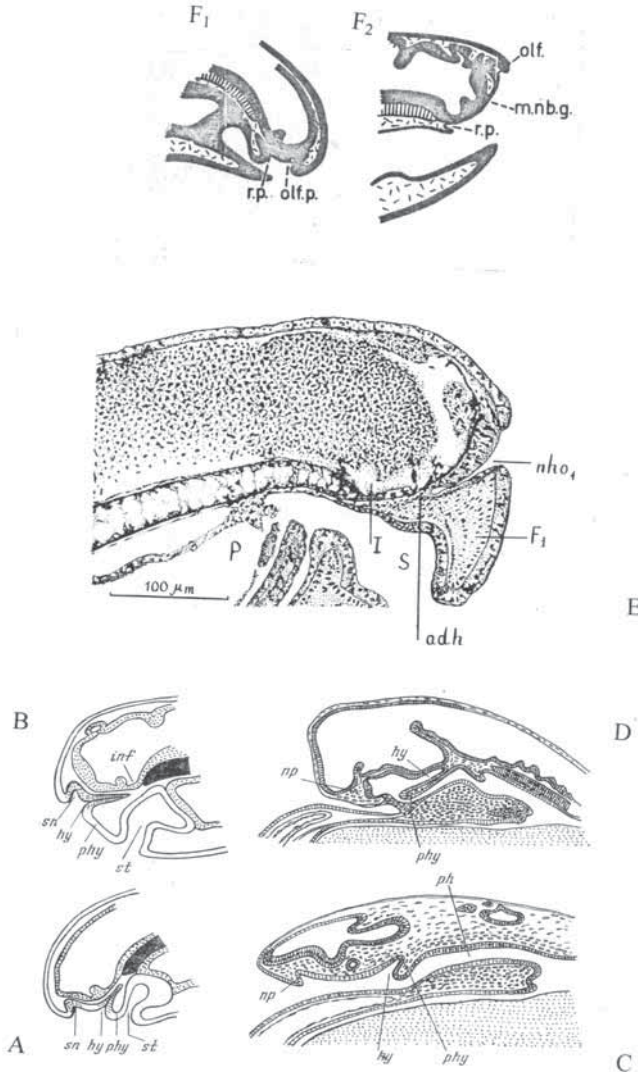 F1 F2
olf.
m.nb.g.
r.p.
r.p. olf.p.
nho1
F1
ρ I S
100 µm
adh
E
B D
inf
hy
np
sn
hy
phy
st
phy
ph
np
A sn hy phy st
hy phy
C